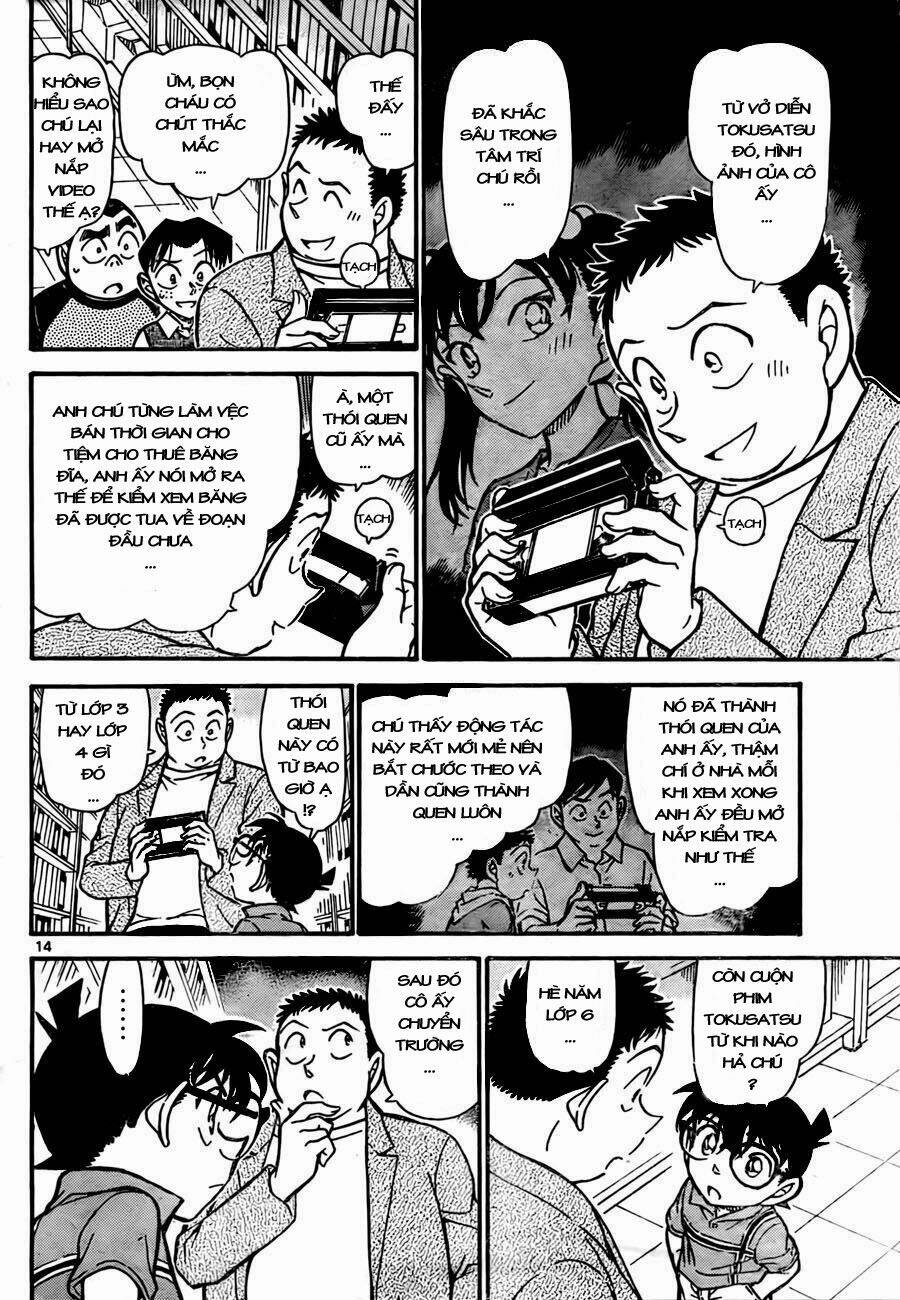 TỪ VỞ DIỄN
TOKUSATSU
ĐÓ, HÌNH
ẢNH CỦA CÔ
ẤY
...
ĐÃ KHẮC
SÂU TRONG
TÂM TRÍ
CHÚ RỒI
...
TẠCH
THẾ
ĐẤY
...
TẠCH
ỪM, BỌN
CHÁU CÓ
CHÚT THẮC
MẮC
...
KHÔNG
HIỂU SAO
CHÚ LẠI
HAY MỞ
NẮP
VIDEO
THẾ Ạ?
À, MỘT
THÓI QUEN
CŨ ẤY MÀ
...
TẠCH
ANH CHÚ TỪNG LÀM VỆC
BÁN THỜI GIAN CHO
TIỆM CHO THUÊ BĂNG
ĐĨA, ANH ẤY NÓI MỞ RA
THẾ ĐỂ KIỂM XEM BĂNG
ĐÃ ĐƯỢC TUA VỀ ĐOẠN
ĐẦU CHƯA
...
NÓ ĐÃ THÀNH
THÓI QUEN CỦA
ANH ẤY, THẬM
CHÍ Ở NHÀ MỖI
KHI XEM XONG
ANH ẤY ĐỀU MỞ
NẮP KIỂM TRA
NHƯ THẾ
...
CHÚ THẤY ĐỘNG TÁC
NÀY RẤT MỚI MẺ NÊN
BẮT CHƯỚC THEO VÀ
DẦN CŨNG THÀNH
QUEN LUÔN
...
THÓI
QUEN
NÀY CÓ
TỪ BAO
GIỜ Ạ
!?
TỪ LỚP 3
HAY LỚP
4 GÌ
ĐÓ
...
14
CÒN CUỘN
PHIM
TOKUSATSU
TỪ KHI NÀO
HẢ CHÚ
?
HÈ NĂM
LỚP 6
...
SAU ĐÓ
CÔ ẤY
CHUYỂN
TRƯỜNG
...
.....